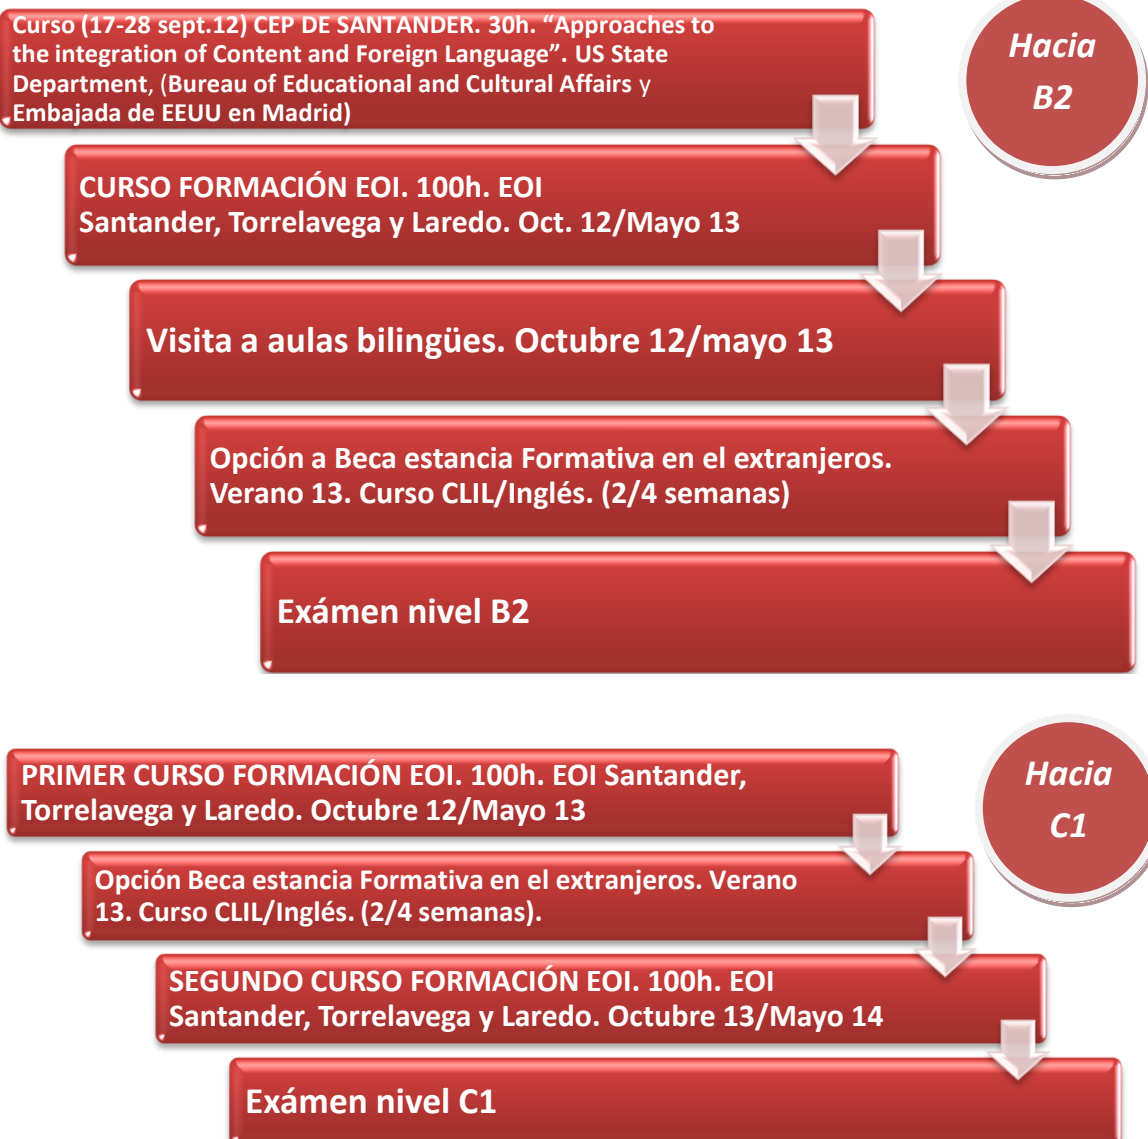 Curso (17-28 sept.12) CEP DE SANTANDER. 30h. “Approaches to
the integration of Content and Foreign Language”. US State
Department, (Bureau of Educational and Cultural Affairs y
Embajada de EEUU en Madrid)
Hacia
B2
CURSO FORMACIÓN EOI. 100h. EOI
Santander, Torrelavega y Laredo. Oct. 12/Mayo 13
Visita a aulas bilingües. Octubre 12/mayo 13
Opción a Beca estancia Formativa en el extranjeros.
Verano 13. Curso CLIL/Inglés. (2/4 semanas)
Exámen nivel B2
PRIMER CURSO FORMACIÓN EOI. 100h. EOI Santander,
Torrelavega y Laredo. Octubre 12/Mayo 13
Hacia
C1
Opción Beca estancia Formativa en el extranjeros. Verano
13. Curso CLIL/Inglés. (2/4 semanas).
SEGUNDO CURSO FORMACIÓN EOI. 100h. EOI
Santander, Torrelavega y Laredo. Octubre 13/Mayo 14
Exámen nivel C1